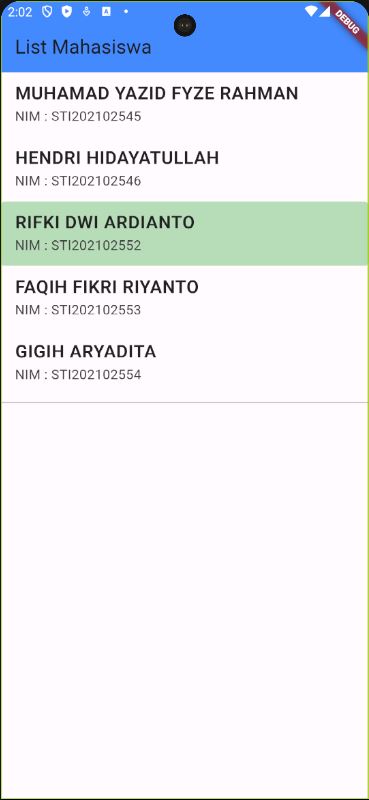 2:02
DEBUG
List Mahasiswa
MUHAMAD YAZID FYZE RAHMAN
NIM : STI202102545
HENDRI HIDAYATULLAH
NIM : STI202102546
RIFKI DWI ARDIANTO
NIM : STI202102552
FAQIH FIKRI RIYANTO
NIM : STI202102553
GIGIH ARYADITA
NIM : STI202102554